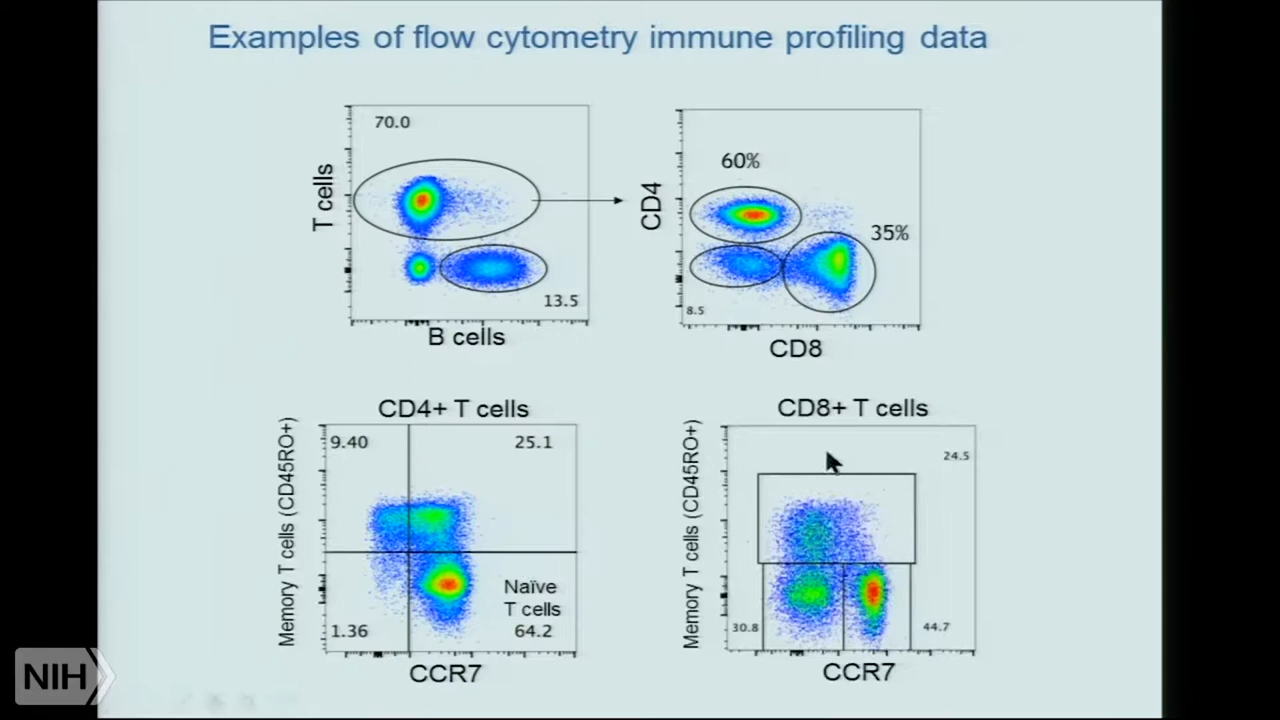 Examples of flow cytometry immune profiling data
70.0
T cells
13.5
B cells
60%
CD4
35%
8.5
CD8
CD4+ T cells
9.40
25.1
Memory T cells (CD45RO+)
Naïve
T cells
1.36
64.2
CCR7
CD8+ T cells
24.5
Memory T cells (CD45RO+)
30.8
44.7
CCR7
NIH